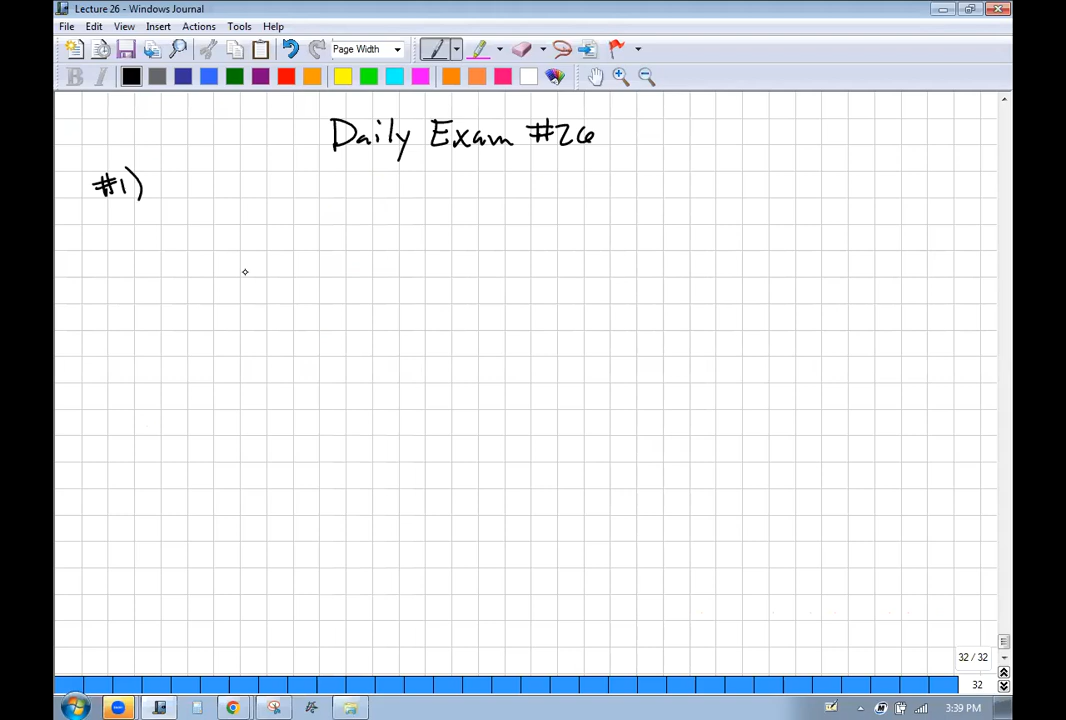 Lecture 26 - Windows Journal
File Edit View Insert Actions Tools Help
Page Width
B I
Daily Exam #26
#1)
32 / 32
32
3:39 PM